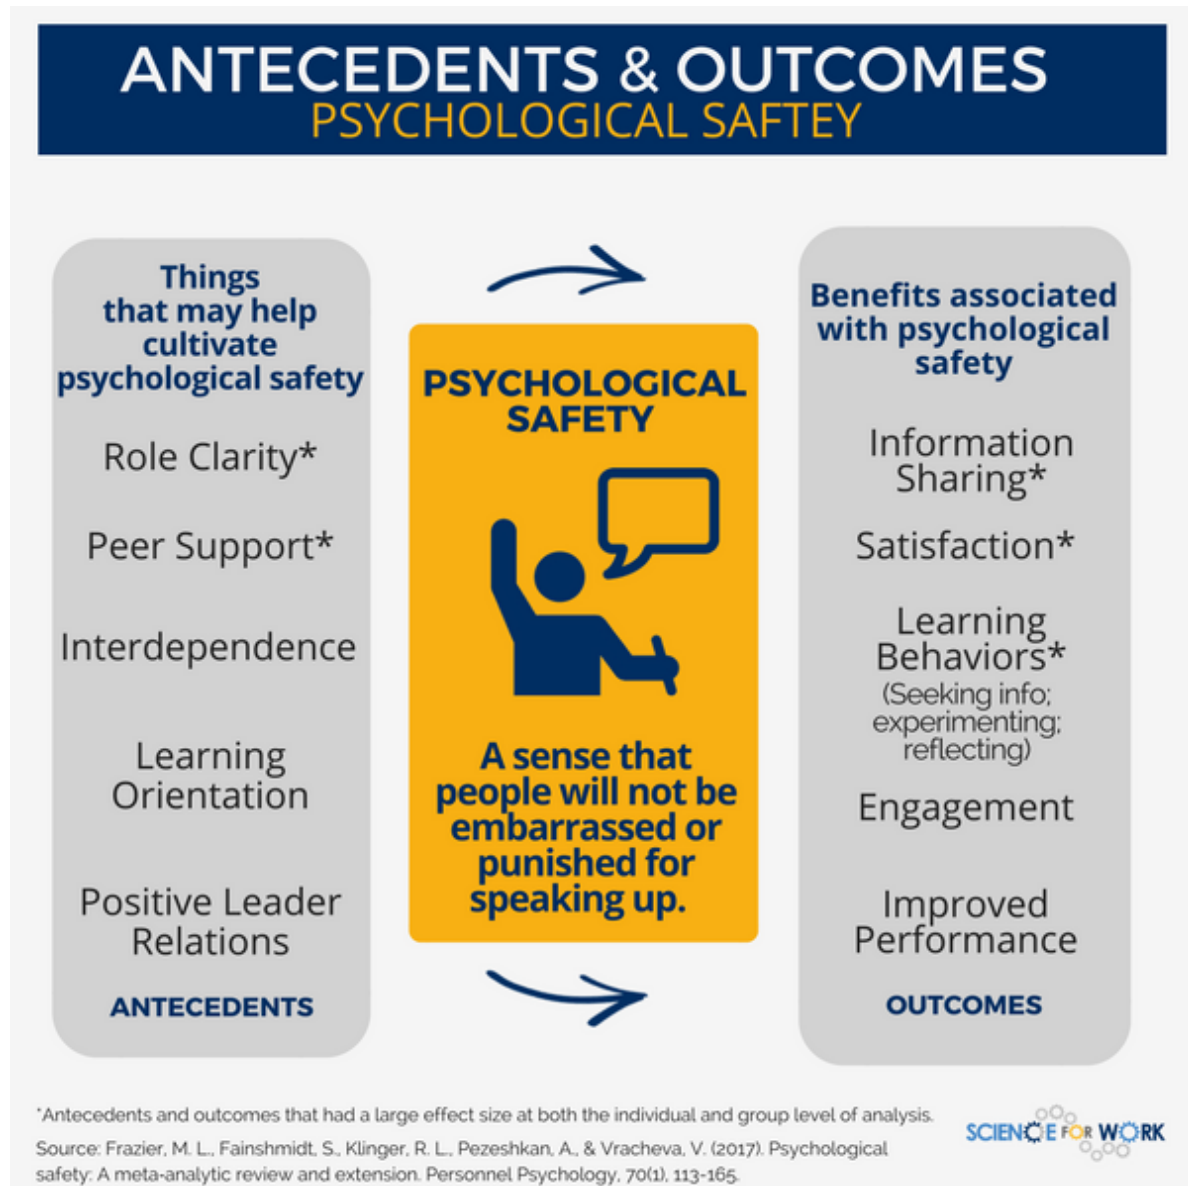 ANTECEDENTS & OUTCOMES
PSYCHOLOGICAL SAFTEY
Things
that may help
cultivate
psychological safety
Role Clarity*
Peer Support*
Interdependence
Learning
Orientation
Positive Leader
Relations
ANTECEDENTS
PSYCHOLOGICAL
SAFETY
A sense that
people will not be
embarrassed or
punished for
speaking up.
Benefits associated
with psychological
safety
Information
Sharing*
Satisfaction*
Learning
Behaviors*
(Seeking info;
experimenting;
reflecting)
Engagement
Improved
Performance
OUTCOMES
*Antecedents and outcomes that had a large effect size at both the individual and group level of analysis.
Source: Frazier, M. L., Fainshmidt, S., Klinger, R. L., Pezeshkan, A., & Vracheva, V. (2017). Psychological
safety: A meta-analytic review and extension. Personnel Psychology, 70(1), 113-165.
SCIENCE FOR WORK